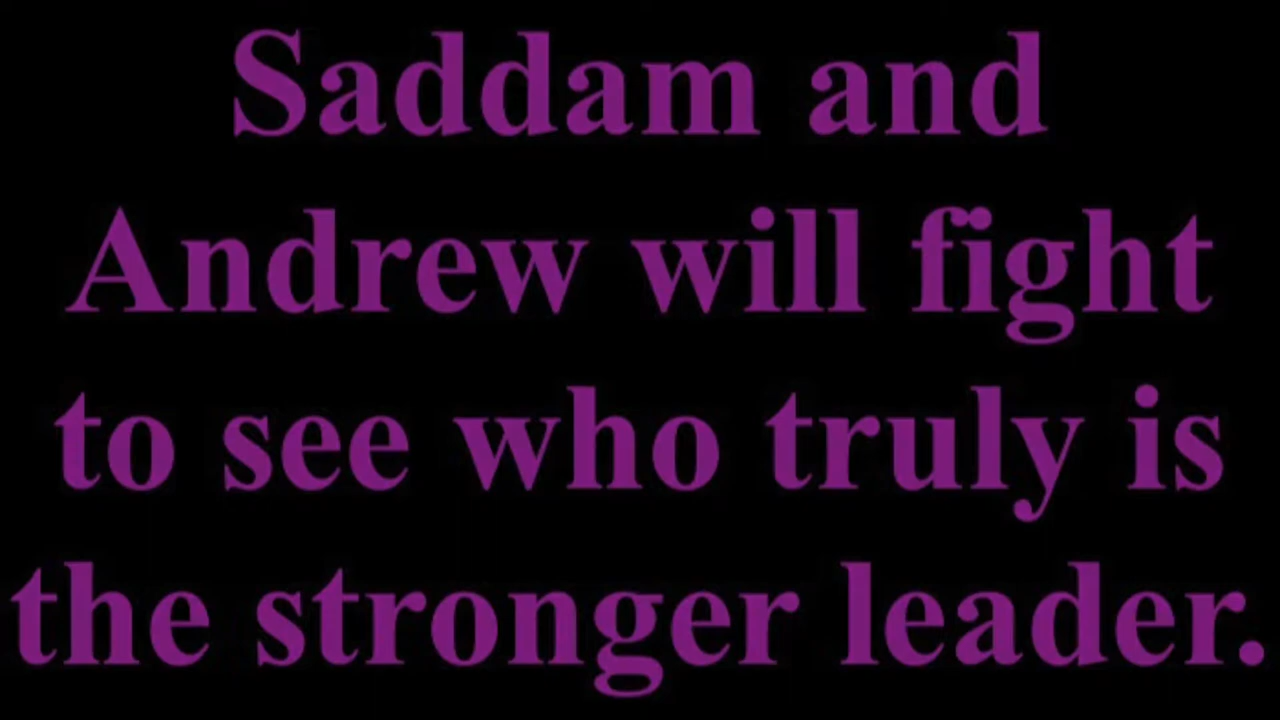 Saddam and
Andrew will fight
to see who truly is
the stronger leader.